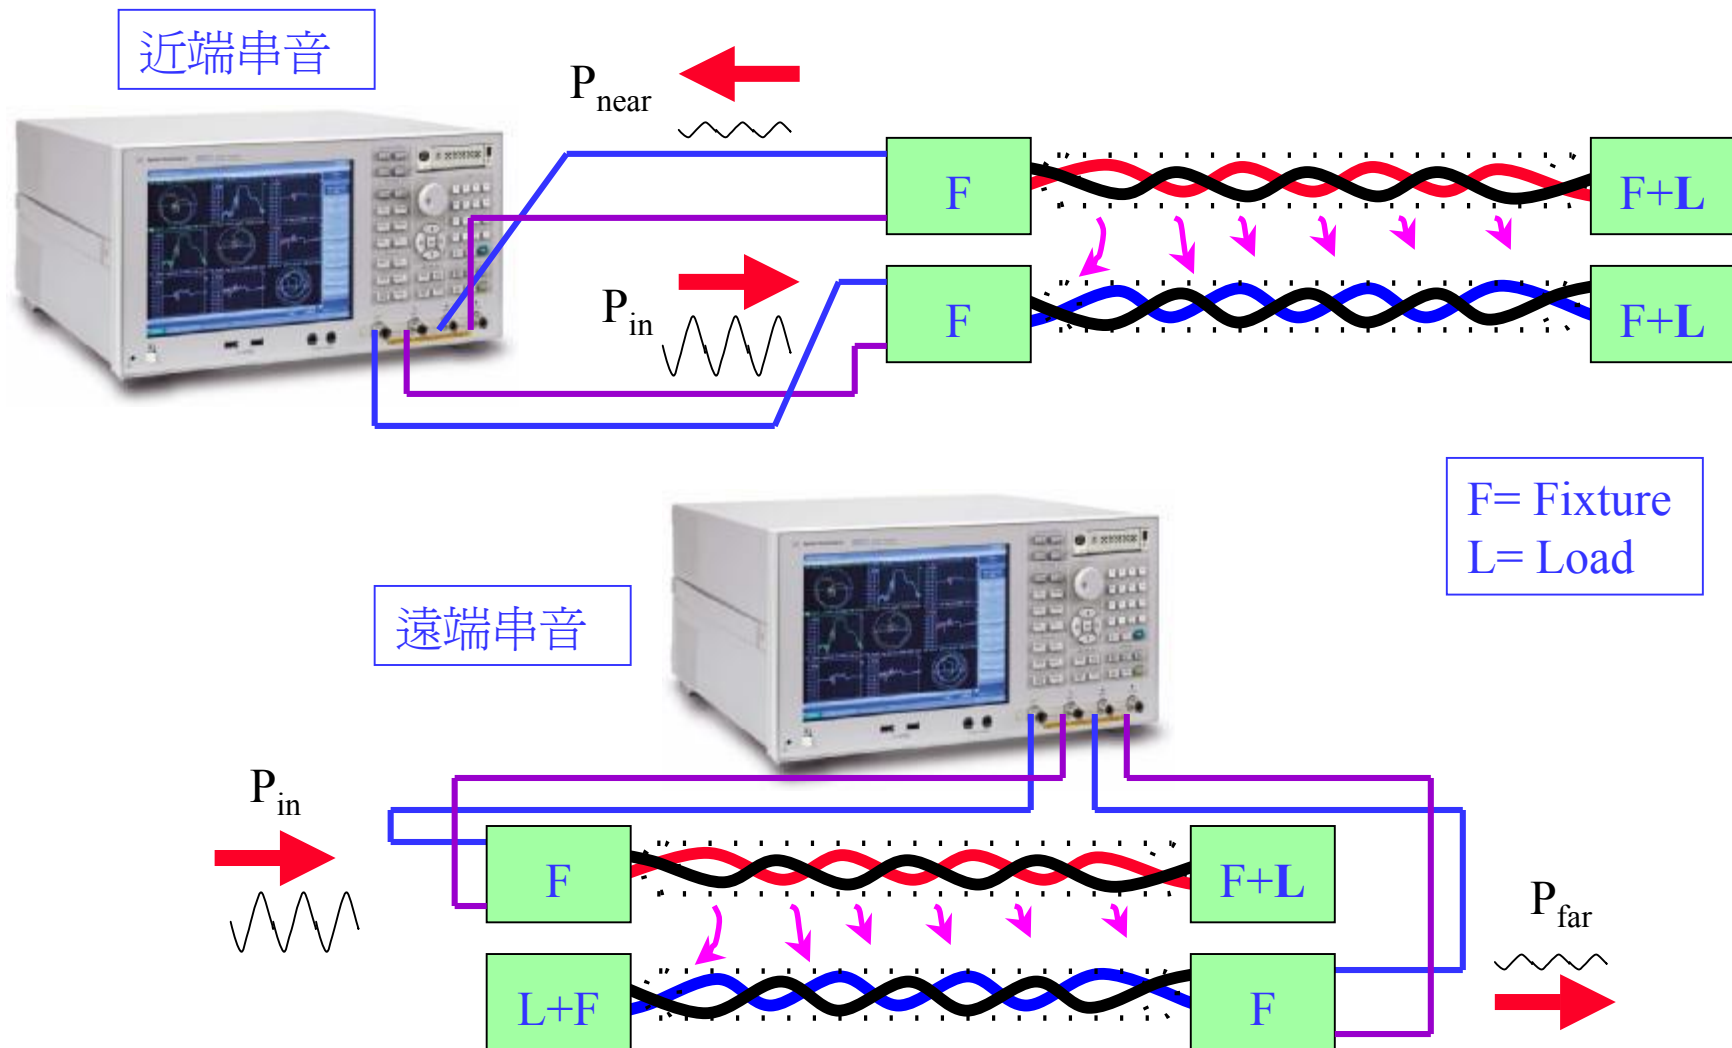 近端串音
P near
F
F+L
P in
F
F+L
F= Fixture
L= Load
遠端串音
P in
F
F+L
P far
L+F
F